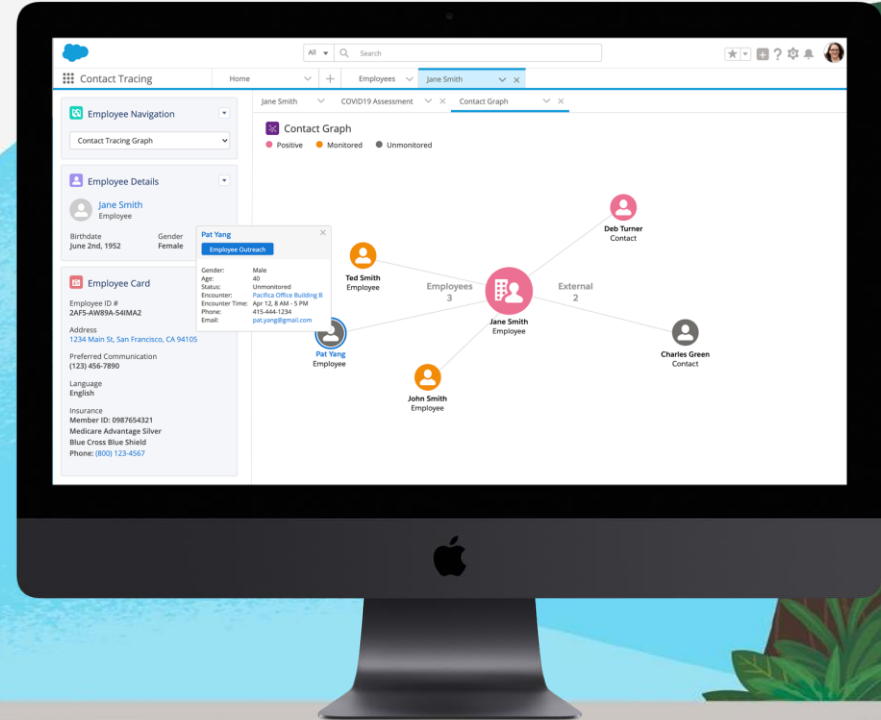 All
Search
Contact Tracing
Home
Employees
Jane Smith
Jane Smith
COVID19 Assessment
Contact Graph
Employee Navigation
Contact Tracing Graph
Contact Graph
Positive
Monitored
Unmonitored
Employee Details
Jane Smith
Employee
Birthdate
Gender
June 2nd, 1952
Female
Pat Yang
Employee Outreach
Gender: Male
Age: 40
Status: Unmonitored
Encounter: Pacifica Office Building B
Encounter Time: Apr 12, 8 AM - 5 PM
Phone: 415-444-1234
Email: pat.yang@gmail.com
Employee Card
Employee ID #
2AF5-AW89A-54IMA2
Address
1234 Main St, San Francisco, CA 94105
Preferred Communication
(123) 456-7890
Language
English
Insurance
Member ID: 0987654321
Medicare Advantage Silver
Blue Cross Blue Shield
Phone: (800) 123-4567
Deb Turner
Contact
Ted Smith
Employee
Employees
3
External
2
Jane Smith
Employee
Pat Yang
Employee
Charles Green
Contact
John Smith
Employee